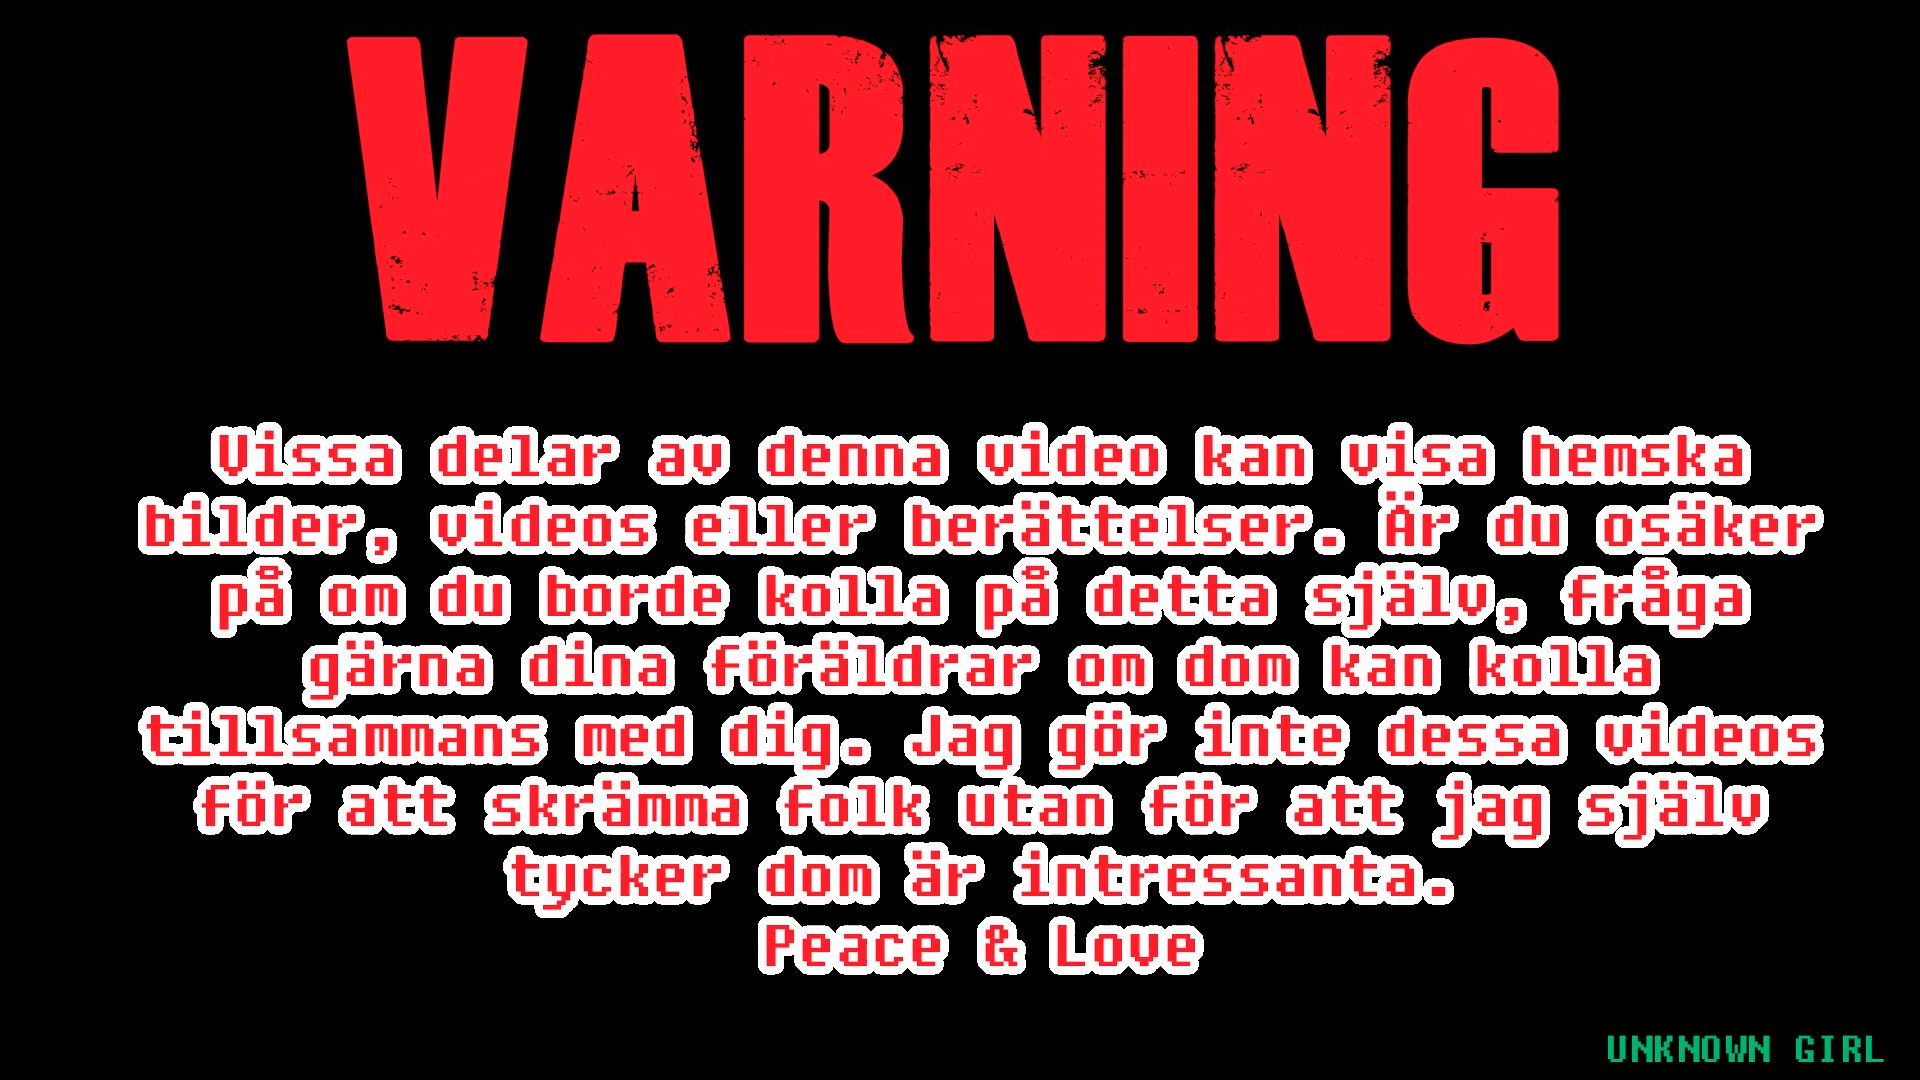 VARNING
Vissa delar av denna video kan visa hemska
bilder, videos eller berättelser. Är du osäker
på om du borde kolla på detta själv, fråga
gärna dina föräldrar om dom kan kolla
tillsammans med dig. Jag gör inte dessa videos
för att skrämma folk utan för att jag själv
tycker dom är intressanta.
Peace & Love
UNKNOWN GIRL